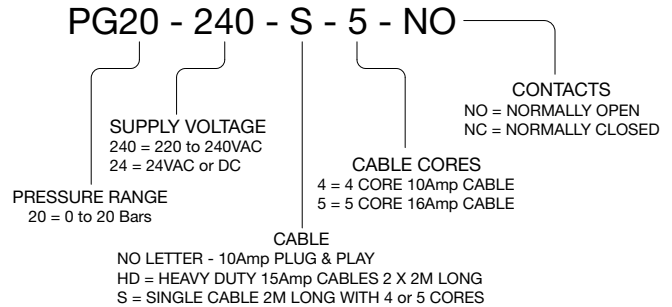 PG20 - 240 - S - 5 - NO
CONTACTS
NO = NORMALLY OPEN
NC = NORMALLY CLOSED
SUPPLY VOLTAGE
240 = 220 to 240VAC
24 = 24VAC or DC
CABLE CORES
4 = 4 CORE 10Amp CABLE
5 = 5 CORE 16Amp CABLE
PRESSURE RANGE
20 = 0 to 20 Bars
CABLE
NO LETTER - 10Amp PLUG & PLAY
HD = HEAVY DUTY 15Amp CABLES 2 X 2M LONG
S = SINGLE CABLE 2M LONG WITH 4 or 5 CORES